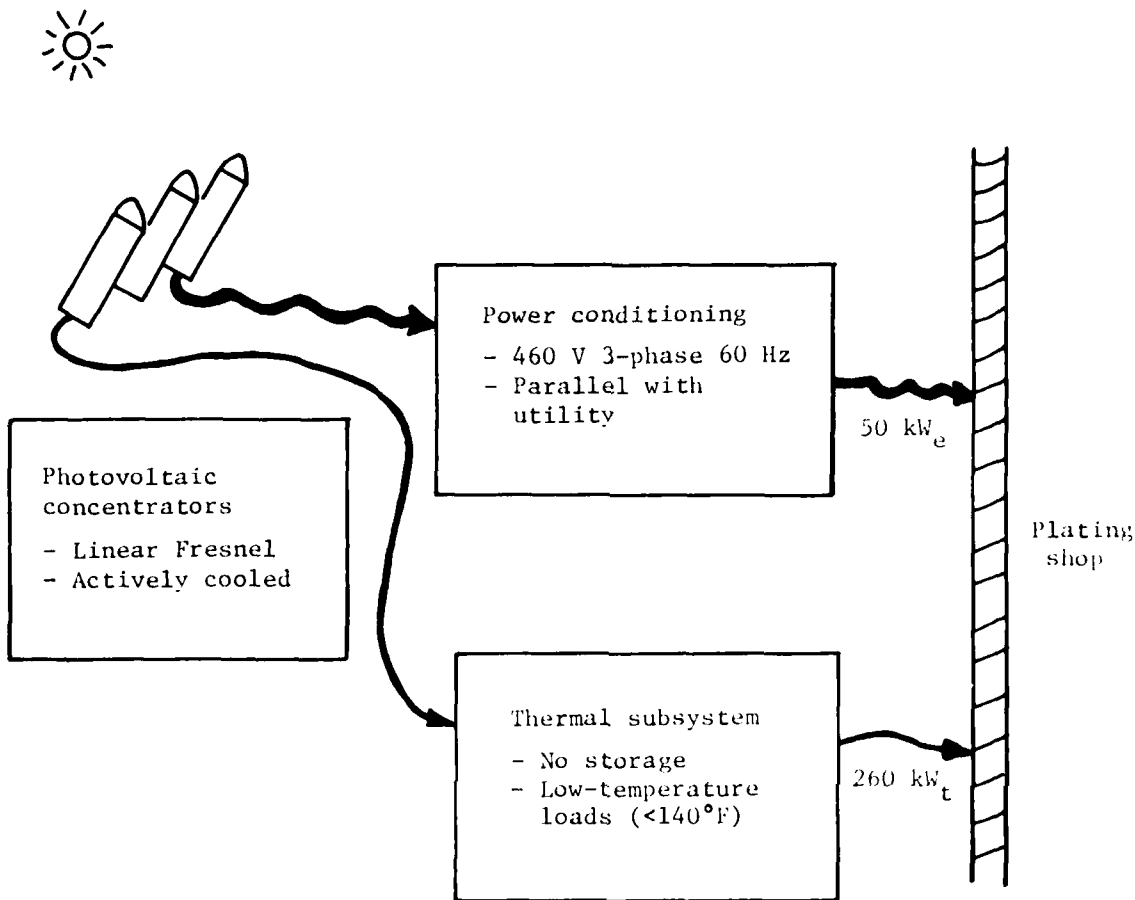 Power conditioning
- 460 V 3-phase 60 Hz
- Parallel with
utility
50 kWₑ
Photovoltaic
concentrators
- Linear Fresnel
- Actively cooled
Plating
shop
Thermal subsystem
- No storage
- Low-temperature
loads (<140°F)
260 kWₜ